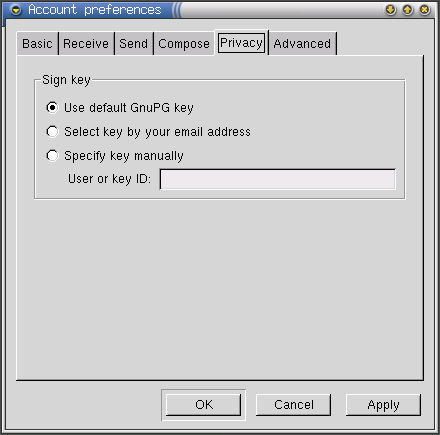 Account preferences
Basic Receive Send Compose Privacy Advanced
Sign key
Use default GnuPG key
Select key by your email address
Specify key manually
User or key ID:
OK Cancel Apply